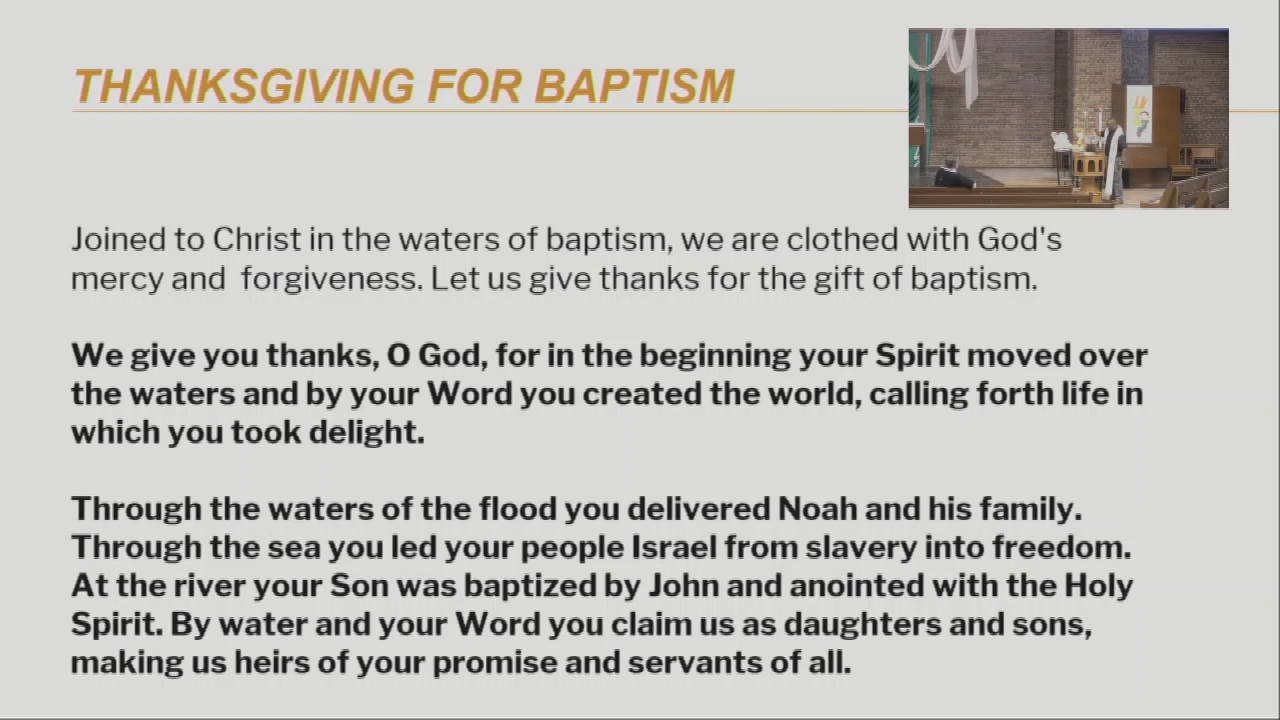 THANKSGIVING FOR BAPTISM
Joined to Christ in the waters of baptism, we are clothed with God's
mercy and  forgiveness. Let us give thanks for the gift of baptism.
We give you thanks, O God, for in the beginning your Spirit moved over
the waters and by your Word you created the world, calling forth life in
which you took delight.
Through the waters of the flood you delivered Noah and his family.
Through the sea you led your people Israel from slavery into freedom.
At the river your Son was baptized by John and anointed with the Holy
Spirit. By water and your Word you claim us as daughters and sons,
making us heirs of your promise and servants of all.